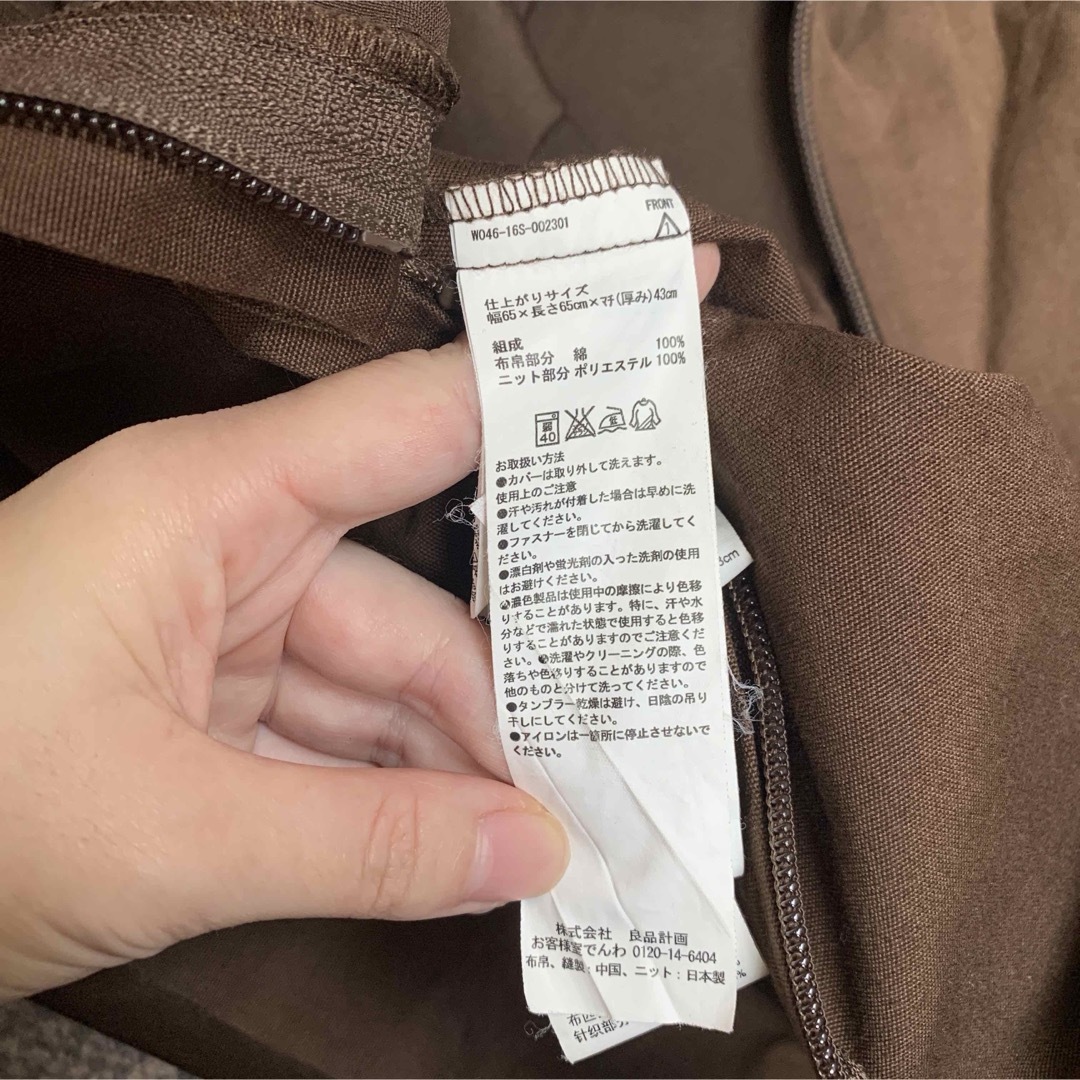 W046-16S-002301
FRONT
1
仕上がりサイズ
幅65×長さ65cm×マチ(厚み)43cm
組成
布帛部分 綿 100%
ニット部分 ポリエステル 100%
弱
40
低
お取扱い方法
●カバーは取り外して洗えます。
使用上のご注意
●汗や汚れが付着した場合は早めに洗
濯してください。
●ファスナーを閉じてから洗濯してく
ださい。
●漂白剤や蛍光剤の入った洗剤の使用
はお避けください。
●濃色製品は使用中の摩擦により色移
りすることがあります。特に、汗や水
分などで濡れた状態で使用すると色移
りすることがありますのでご注意くだ
さい。●洗濯やクリーニングの際、色
落ちや色移りすることがありますので
他のものと分けて洗ってください。
●タンブラー乾燥は避け、日陰の吊り
干しにしてください。
●アイロンは一箇所に停止させないで
ください。
株式会社 良品計画
お客様室でんわ 0120-14-6404
布帛、縫製:中国、ニット:日本製
3cm
%
%
布匹
针织部分